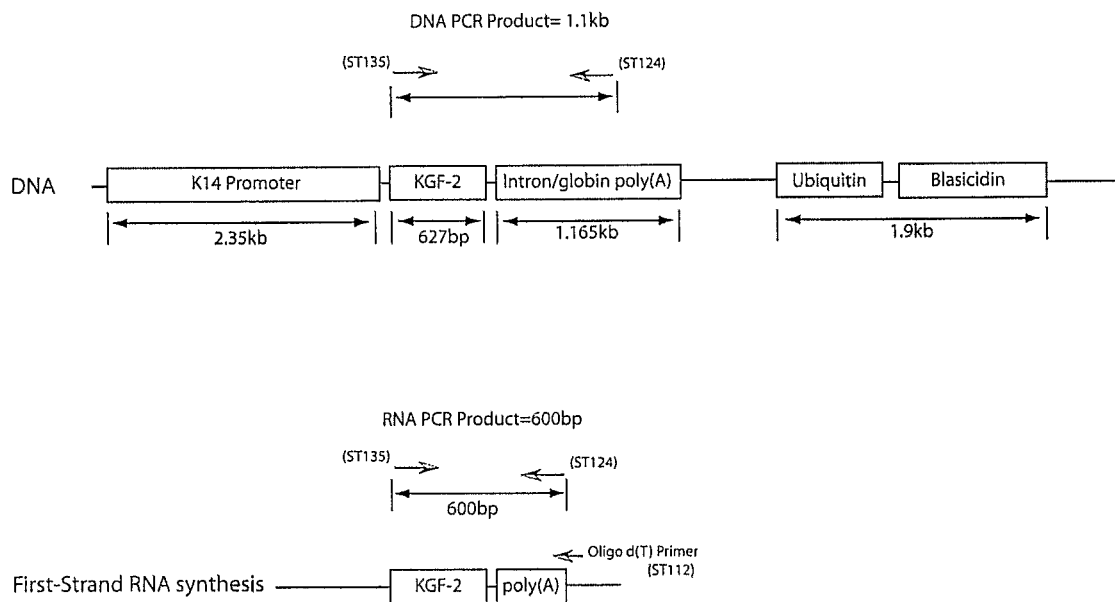 DNA PCR Product= 1.1kb
(ST135)
(ST124)
DNA
K14 Promoter
KGF-2
Intron/globin poly(A)
Ubiquitin
Blasicidin
2.35kb
627bp
1.165kb
1.9kb
RNA PCR Product=600bp
(ST135)
(ST124)
600bp
Oligo d(T) Primer
(ST112)
First-Strand RNA synthesis
KGF-2
poly(A)